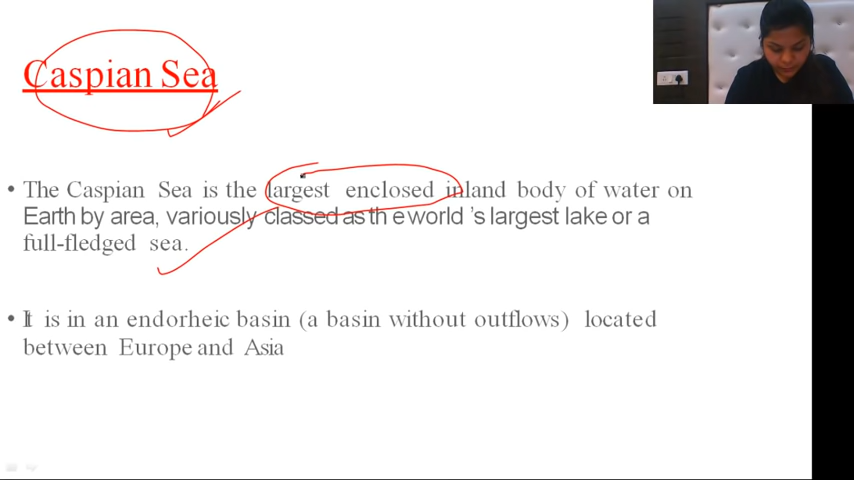 Caspian Sea
• The Caspian Sea is the largest enclosed inland body of water on
Earth by area, variously classed as th e world 's largest lake or a
full-fledged sea.
• It is in an endorheic basin (a basin without outflows) located
between Europe and Asia